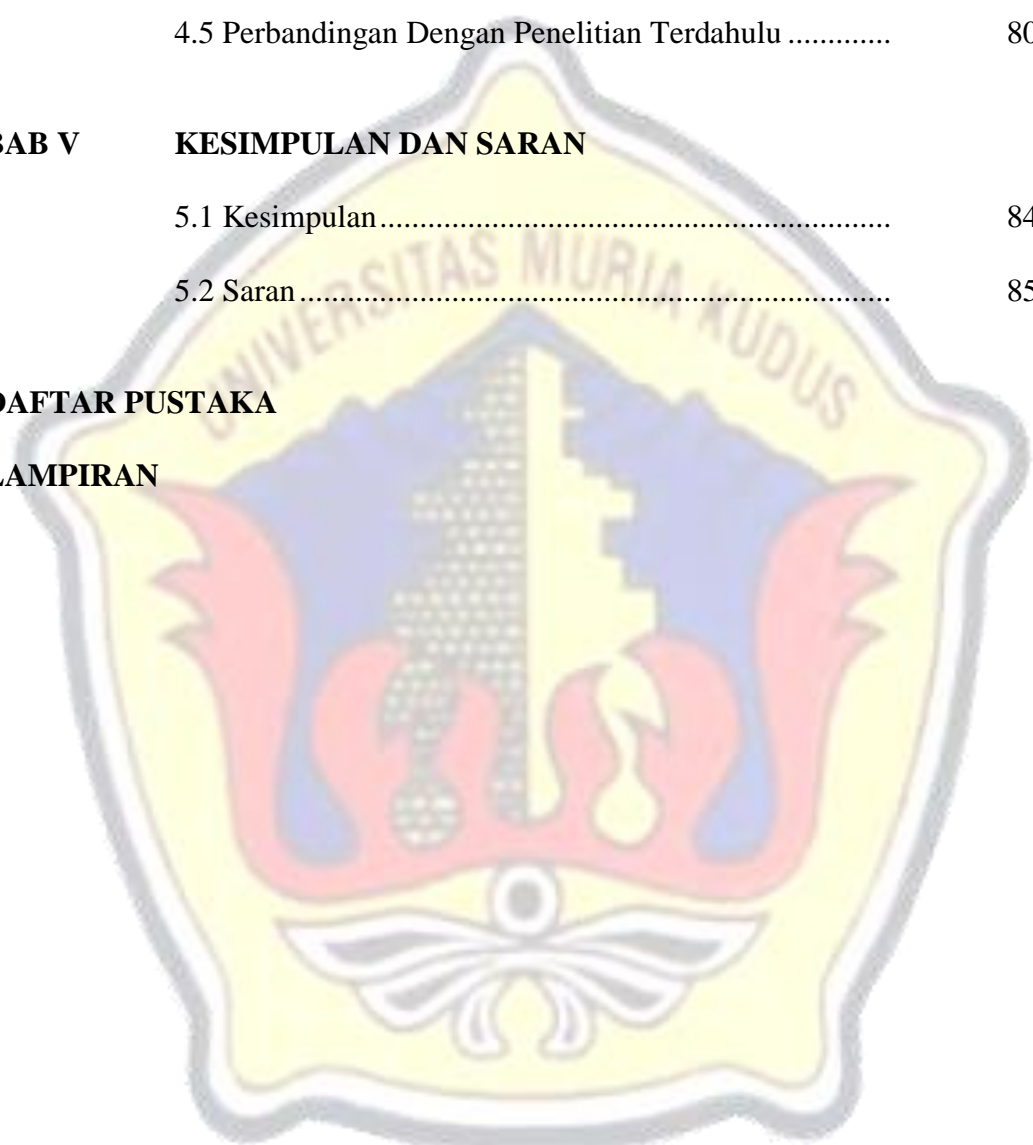 4.5 Perbandingan Dengan Penelitian Terdahulu ............. 80
BAB V KESIMPULAN DAN SARAN
5.1 Kesimpulan................................................................ 84
5.2 Saran.......................................................................... 85
DAFTAR PUSTAKA
LAMPIRAN
UNIVERSITAS MURIA KUDUS